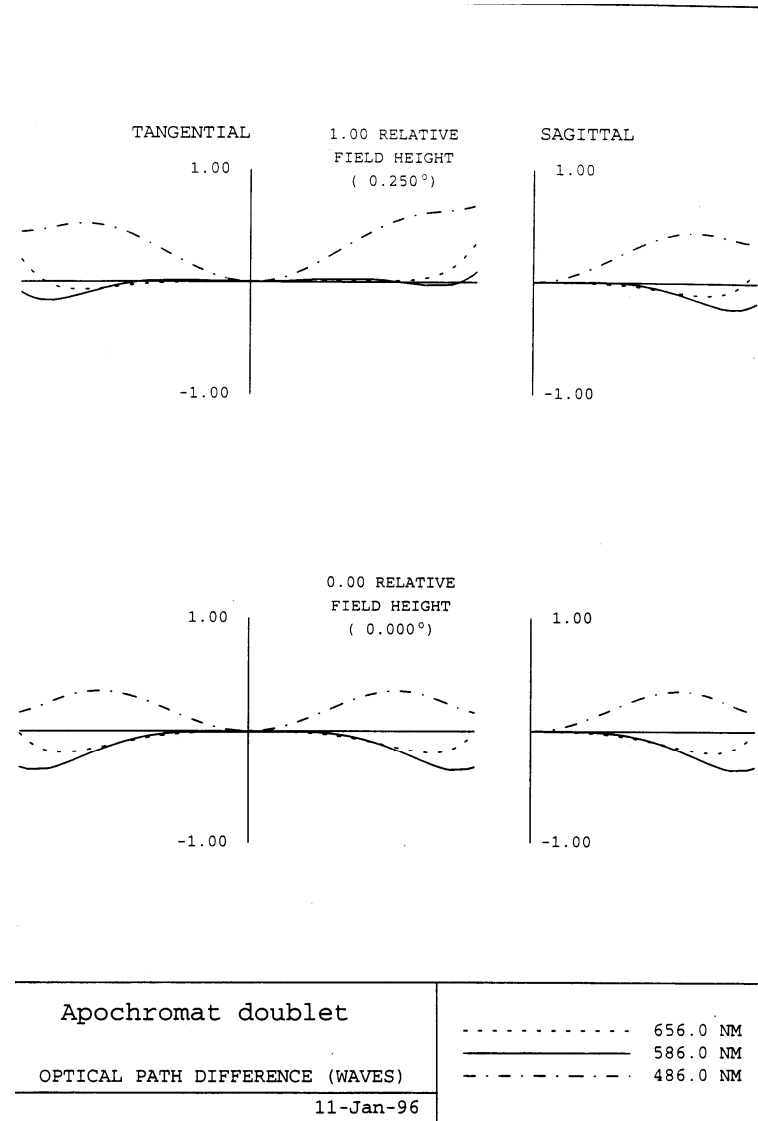 TANGENTIAL
1.00 RELATIVE
FIELD HEIGHT
( 0.250°)
SAGITTAL
1.00
1.00
-1.00
-1.00
0.00 RELATIVE
FIELD HEIGHT
( 0.000°)
1.00
1.00
-1.00
-1.00
Apochromat doublet
OPTICAL PATH DIFFERENCE (WAVES)
11-Jan-96
656.0 NM
586.0 NM
486.0 NM